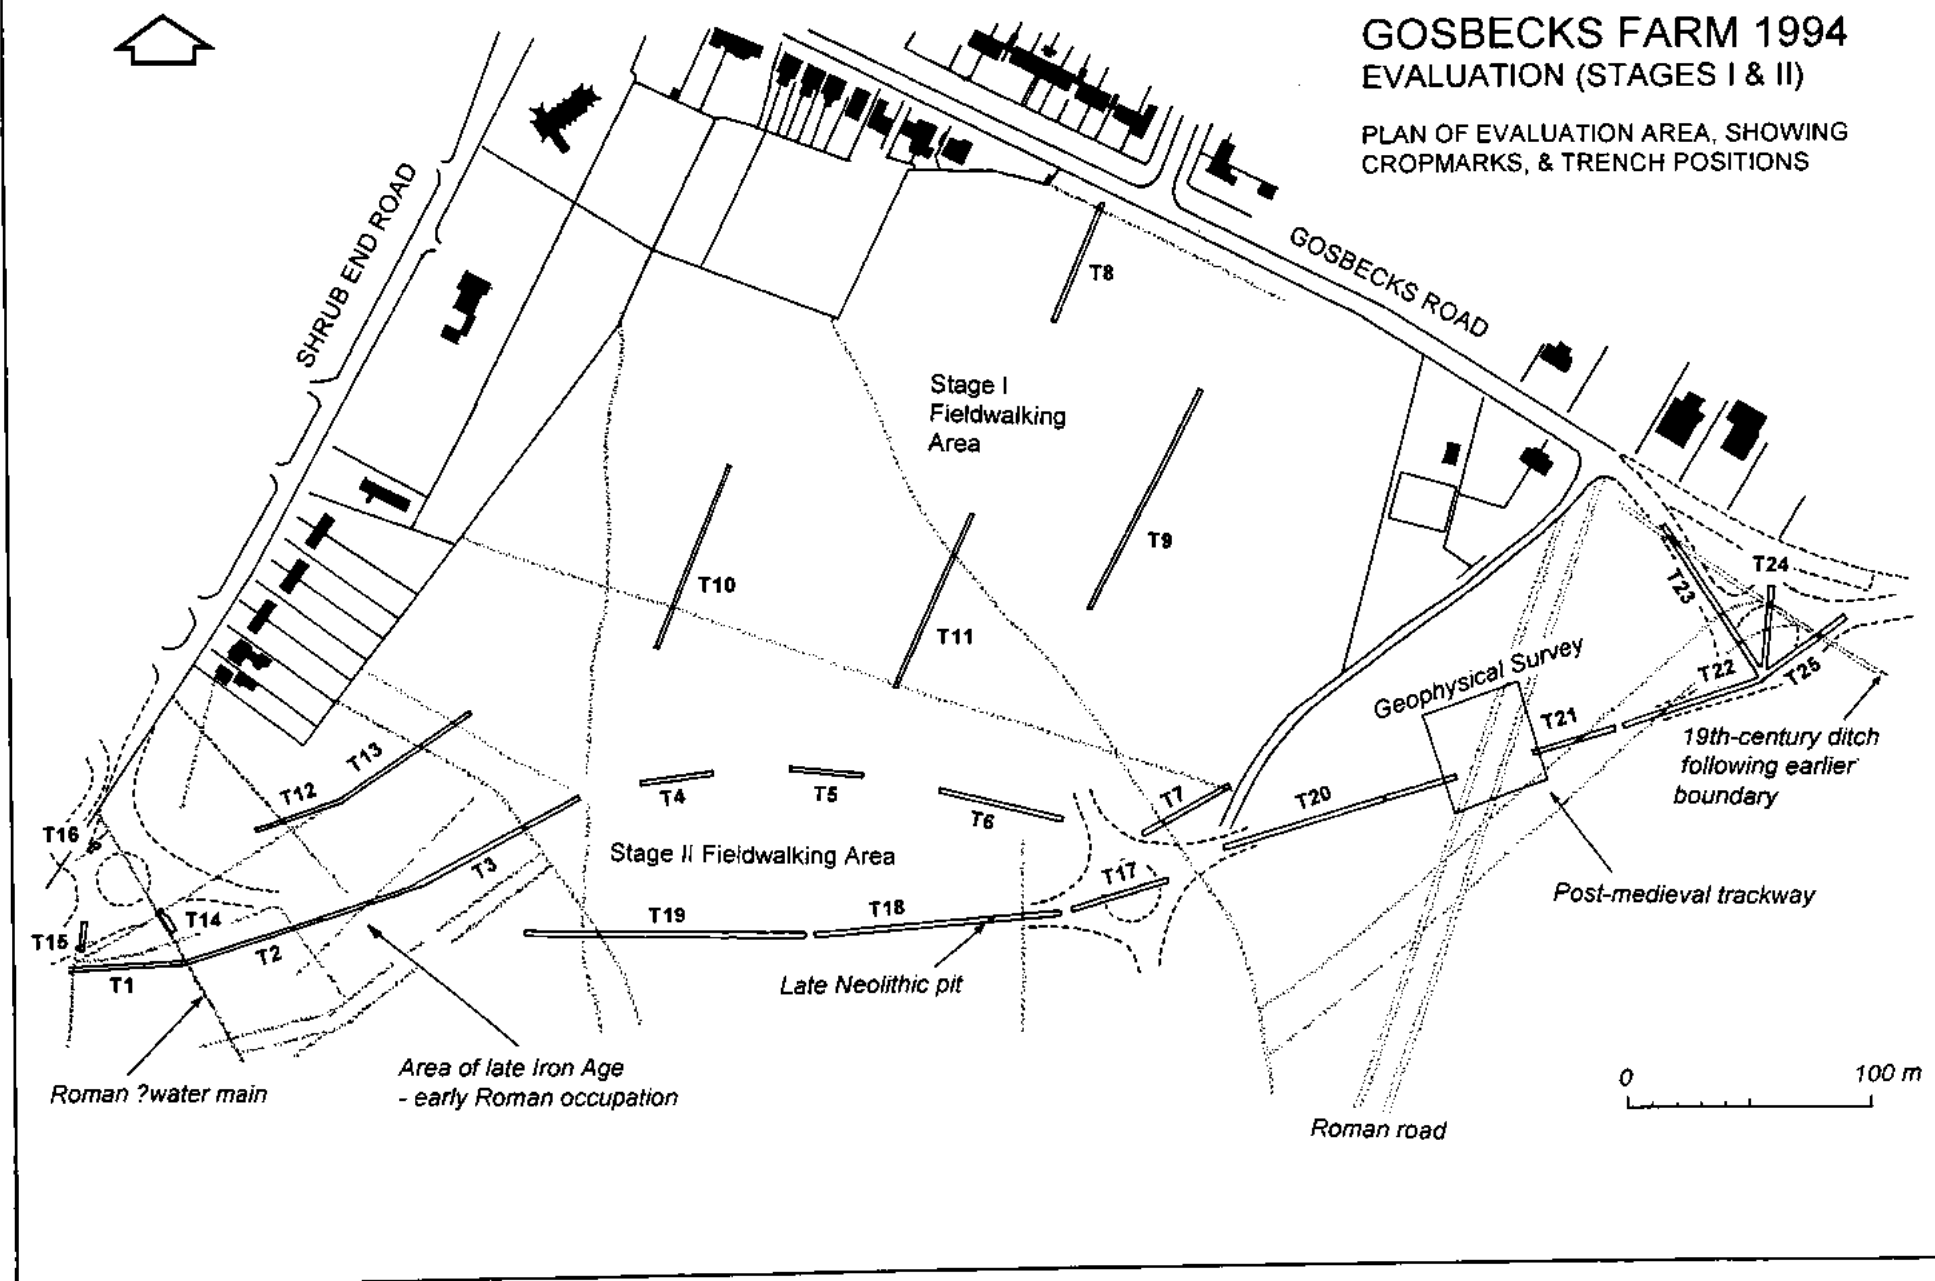 GOSBECKS FARM 1994
EVALUATION (STAGES I & II)
PLAN OF EVALUATION AREA, SHOWING
CROPMARKS, & TRENCH POSITIONS
SHRUB END ROAD
GOSBECKS ROAD
T8
Stage I
Fieldwalking
Area
T9
T10
T11
T23
T24
Geophysical Survey
T22
T25
T21
19th-century ditch
following earlier
boundary
T13
T12
T4
T5
T6
T7
T20
T16
Stage II Fieldwalking Area
T3
T17
Post-medieval trackway
T14
T19
T18
T15
T2
T1
Late Neolithic pit
Area of late Iron Age
- early Roman occupation
Roman ?water main
0
100 m
Roman road